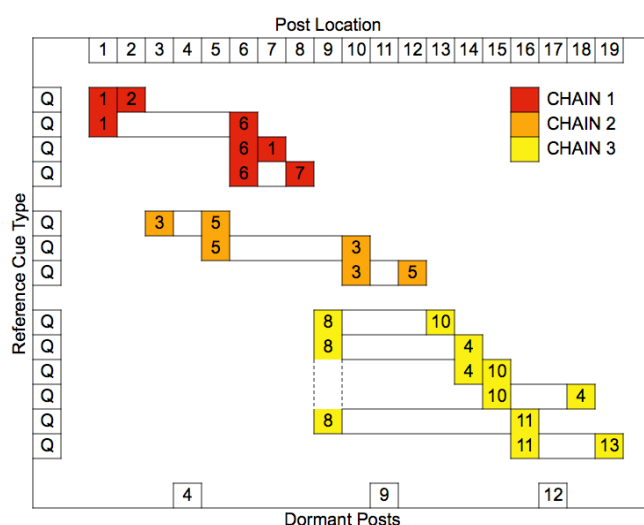 Post Location
1 2 3 4 5 6 7 8 9 10 11 12 13 14 15 16 17 18 19
Reference Cue Type
Q 1 2 CHAIN 1
Q 1 6 CHAIN 2
Q 6 1 CHAIN 3
Q 6 7
Q 3 5
Q 5 3
Q 3 5
Q 8 10
Q 8 4
Q 4 10
Q 10 4
Q 8 11
Q 11 13
4 9 12
Dormant Posts